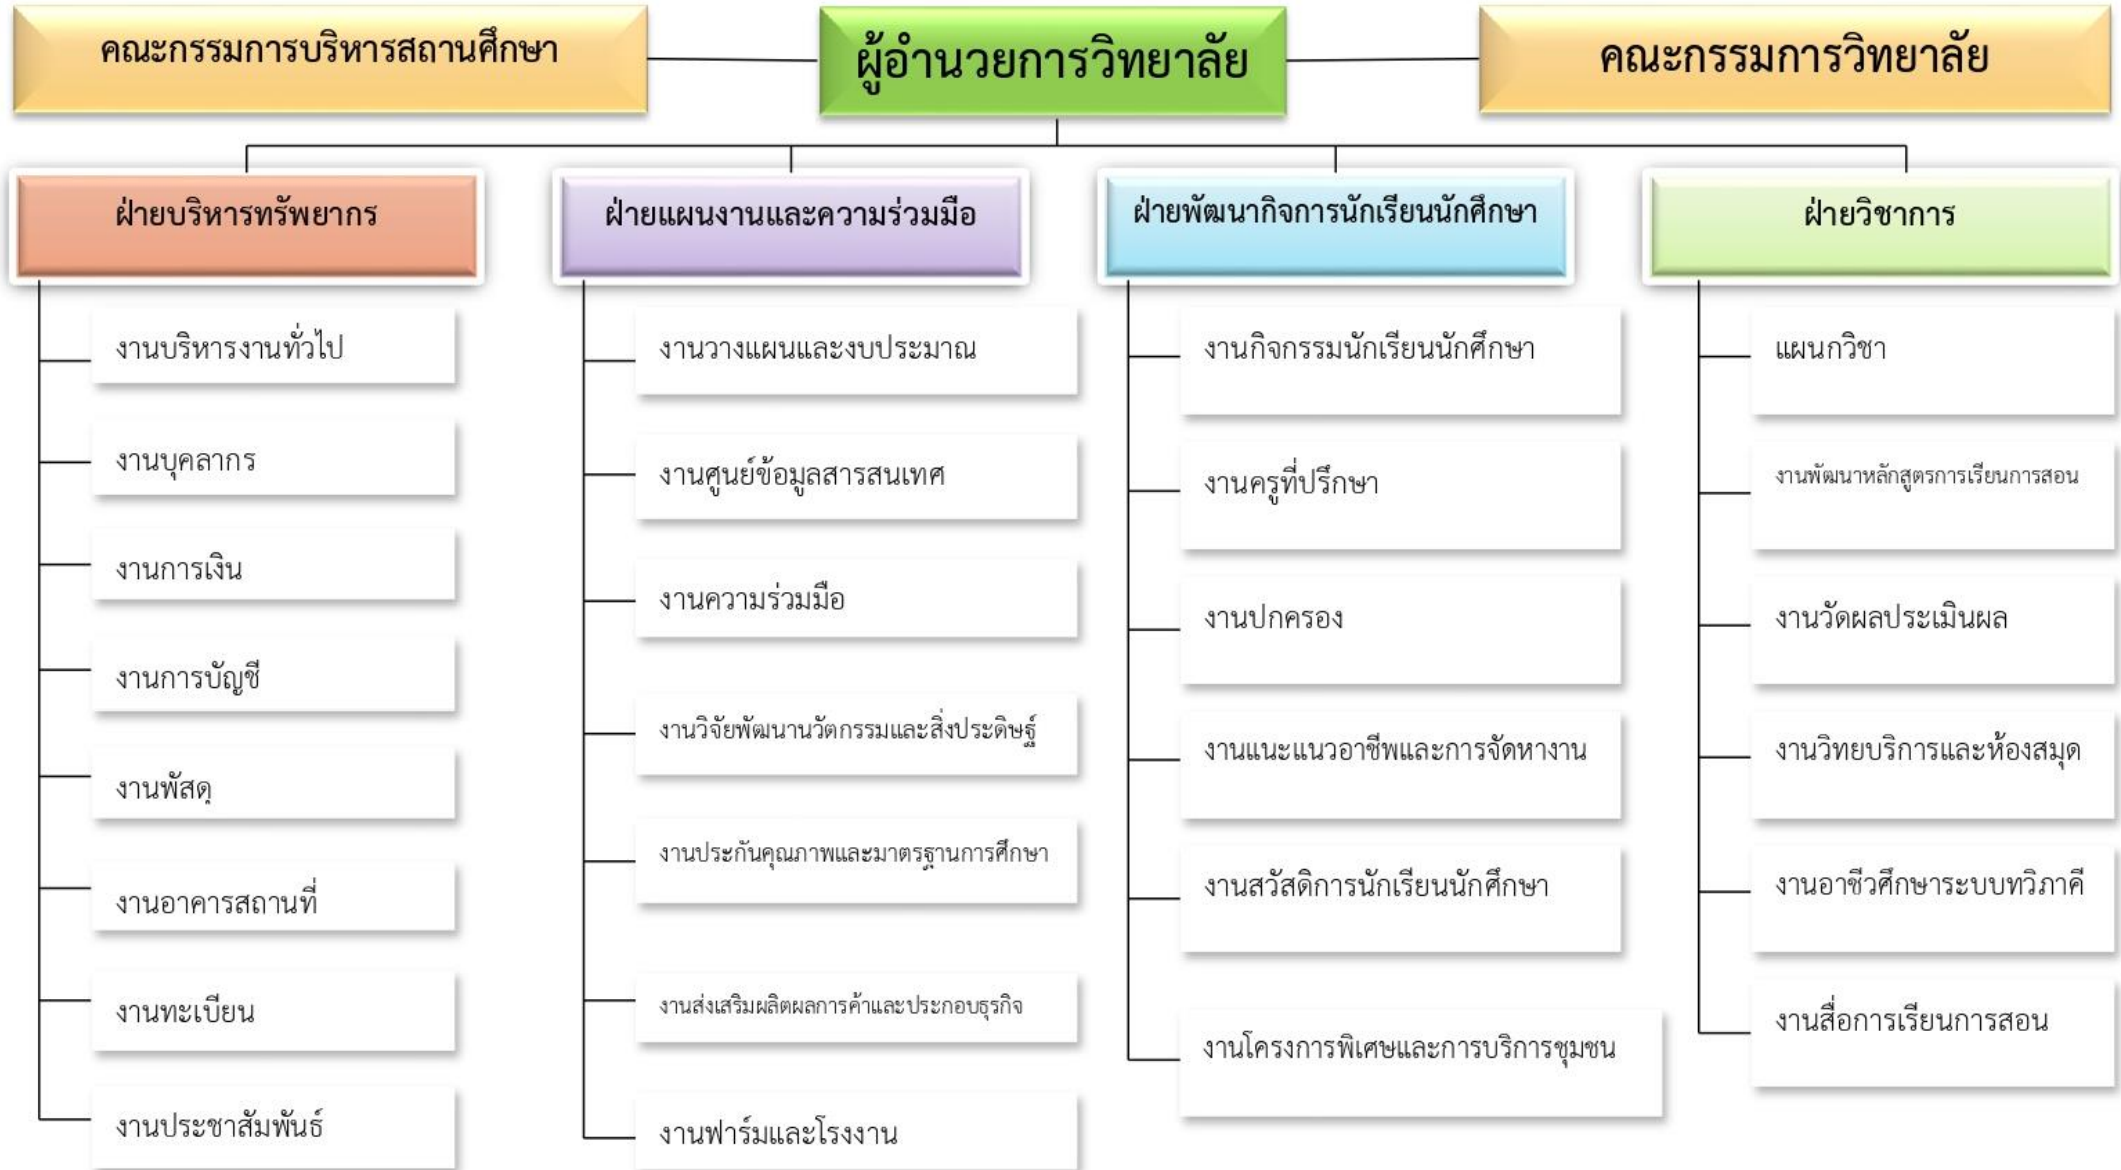 คณะกรรมการบริหารสถานศึกษา
ผู้อำนวยการวิทยาลัย
คณะกรรมการวิทยาลัย
ฝ่ายบริหารทรัพยากร
งานบริหารงานทั่วไป
งานบุคลากร
งานการเงิน
งานการบัญชี
งานพัสดุ
งานอาคารสถานที่
งานทะเบียน
งานประชาสัมพันธ์
ฝ่ายแผนงานและความร่วมมือ
งานวางแผนและงบประมาณ
งานศูนย์ข้อมูลสารสนเทศ
งานความร่วมมือ
งานวิจัยพัฒนานวัตกรรมและสิ่งประดิษฐ์
งานประกันคุณภาพและมาตรฐานการศึกษา
งานส่งเสริมผลิตผลการค้าและประกอบธุรกิจ
งานฟาร์มและโรงงาน
ฝ่ายพัฒนากิจการนักเรียนนักศึกษา
งานกิจกรรมนักเรียนนักศึกษา
งานครูที่ปรึกษา
งานปกครอง
งานแนะแนวอาชีพและการจัดหางาน
งานสวัสดิการนักเรียนนักศึกษา
งานโครงการพิเศษและการบริการชุมชน
ฝ่ายวิชาการ
แผนกวิชา
งานพัฒนาหลักสูตรการเรียนการสอน
งานวัดผลประเมินผล
งานวิทยบริการและห้องสมุด
งานอาชีวศึกษาระบบทวิภาคี
งานสื่อการเรียนการสอน